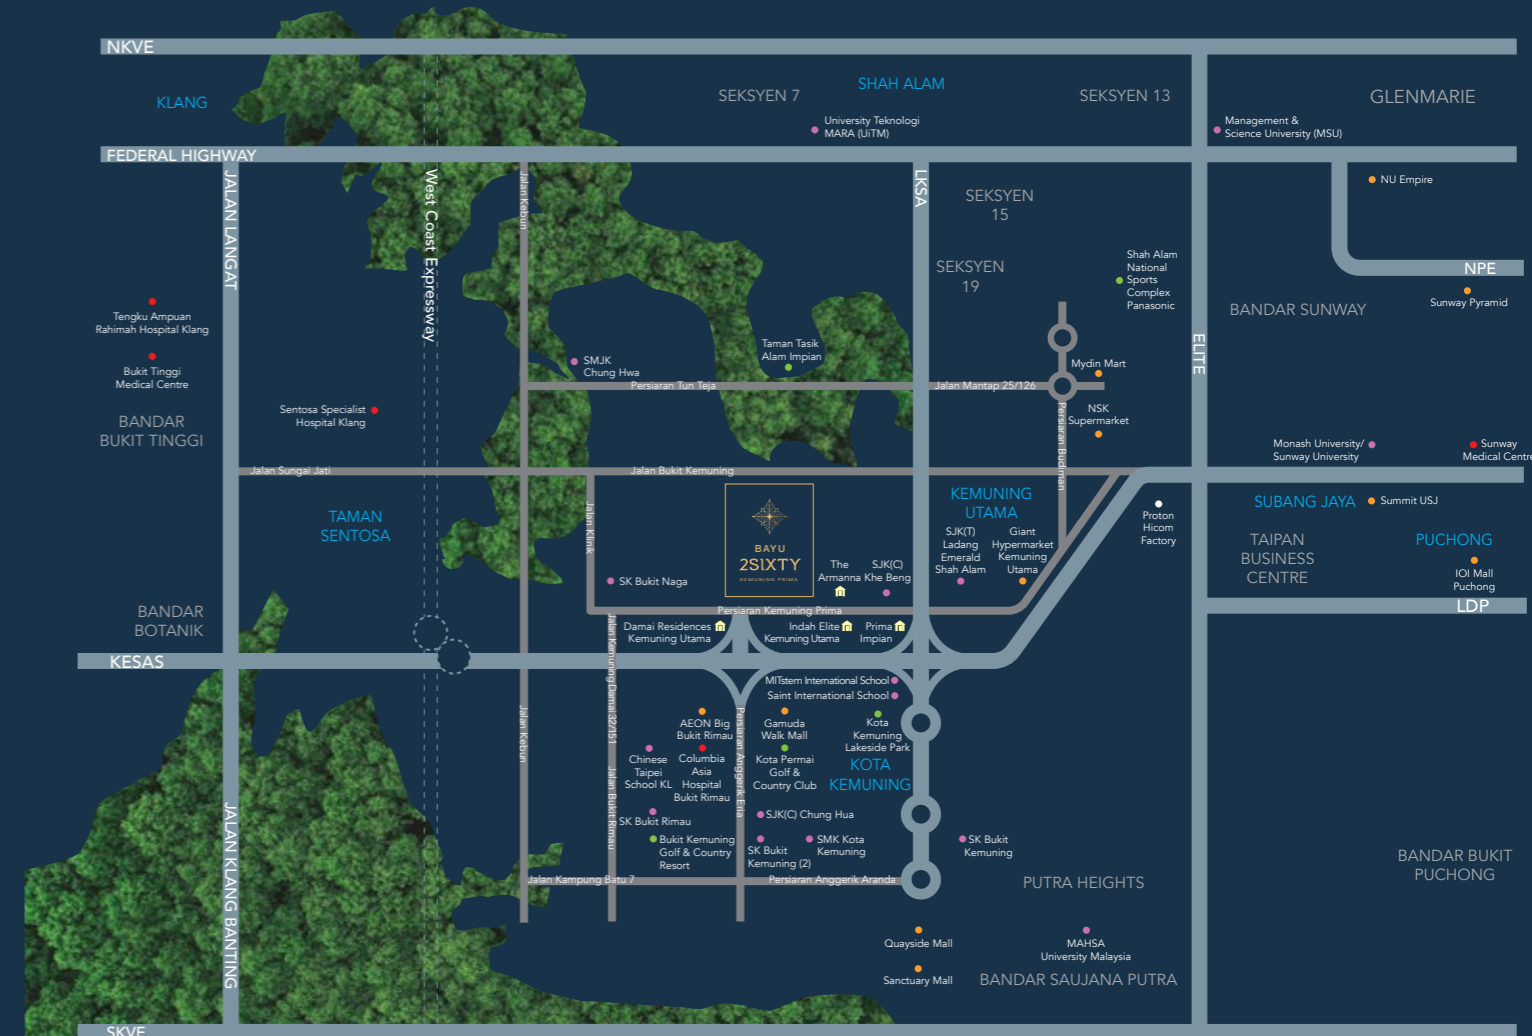 NKVE
KLANG
SHAH ALAM
SEKSYEN 7
SEKSYEN 13
GLENMARIE
University Teknologi
MARA (UiTM)
Management &
Science University (MSU)
FEDERAL HIGHWAY
JALAN LANGAT
West Coast Expressway
Jalan Kebun
LKSA
NU Empire
SEKSYEN
15
SEKSYEN
19
Shah Alam
National
Sports
Complex
Panasonic
NPE
Sunway Pyramid
BANDAR SUNWAY
Tengku Ampuan
Rahimah Hospital Klang
Bukit Tinggi
Medical Centre
SMJK
Chung Hwa
Taman Tasik
Alam Impian
ELITE
Mydin Mart
Persiaran Tun Teja
Jalan Mantap 25/126
Sentosa Specialist
Hospital Klang
BANDAR
BUKIT TINGGI
NSK
Supermarket
Persiaran Budiman
Monash University/
Sunway University
Sunway
Medical Centre
Jalan Sungai Jati
Jalan Bukit Kemuning
TAMAN
SENTOSA
Jalan Klinik
BAYU
2SIXTY
KEMUNING PRIMA
KEMUNING
UTAMA
SJK(T)
Ladang
Emerald
Shah Alam
Giant
Hypermarket
Kemuning
Utama
Proton
Hicom
Factory
SUBANG JAYA
Summit USJ
TAIPAN
BUSINESS
CENTRE
PUCHONG
IOI Mall
Puchong
LDP
SK Bukit Naga
The
Armanna
SJK(C)
Khe Beng
BANDAR
BOTANIK
Persiaran Kemuning Prima
Damai Residences
Kemuning Utama
Indah Elite
Kemuning Utama
Prima
Impian
KESAS
Jalan Kemuning Damai 32/151
MITstem International School
Saint International School
Jalan Kebun
AEON Big
Bukit Rimau
Persiaran Anggerik Eria
Gamuda
Walk Mall
Kota
Kemuning
Lakeside Park
Chinese
Taipei
School KL
Columbia
Asia
Hospital
Bukit Rimau
Kota Permai
Golf &
Country Club
KOTA
KEMUNING
Jalan Bukit Rimau
SK Bukit Rimau
SJK(C) Chung Hua
Bukit Kemuning
Golf & Country
Resort
SK Bukit
Kemuning (2)
SMK Kota
Kemuning
SK Bukit
Kemuning
JALAN KLANG BANTING
Jalan Kampung Batu 7
Persiaran Anggerik Aranda
PUTRA HEIGHTS
BANDAR BUKIT
PUCHONG
Quayside Mall
MAHSA
University Malaysia
Sanctuary Mall
BANDAR SAUJANA PUTRA
SKVE